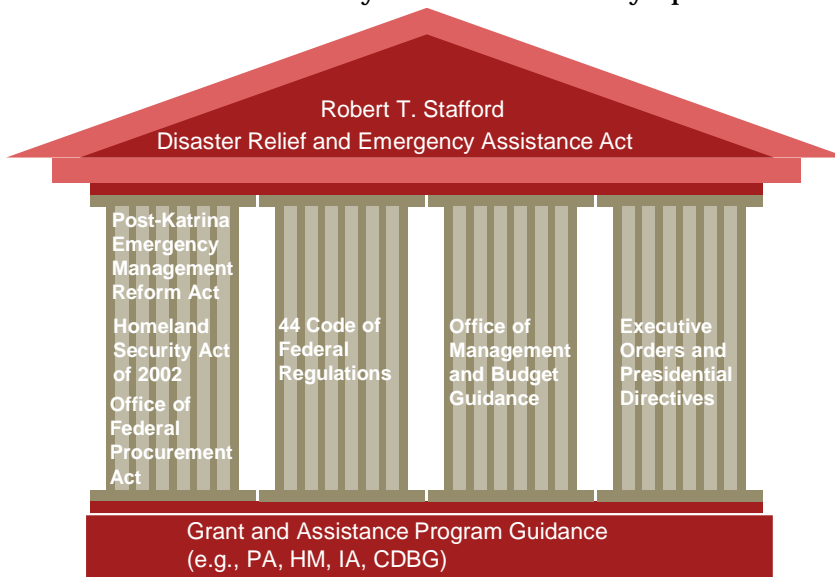 Robert T. Stafford
Disaster Relief and Emergency Assistance Act
Post-Katrina
Emergency
Management
Reform Act
Homeland
Security Act
of 2002
Office of
Federal
Procurement
Act
44 Code of
Federal
Regulations
Office of
Management
and Budget
Guidance
Executive
Orders and
Presidential
Directives
Grant and Assistance Program Guidance
(e.g., PA, HM, IA, CDBG)